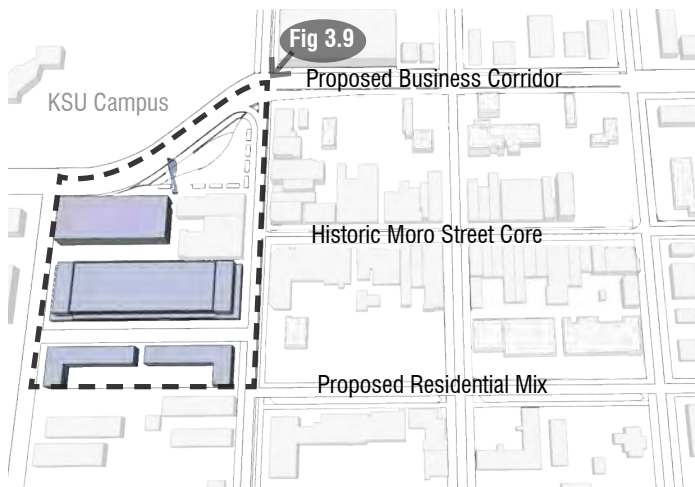 Fig 3.9
Proposed Business Corridor
KSU Campus
Historic Moro Street Core
Proposed Residential Mix